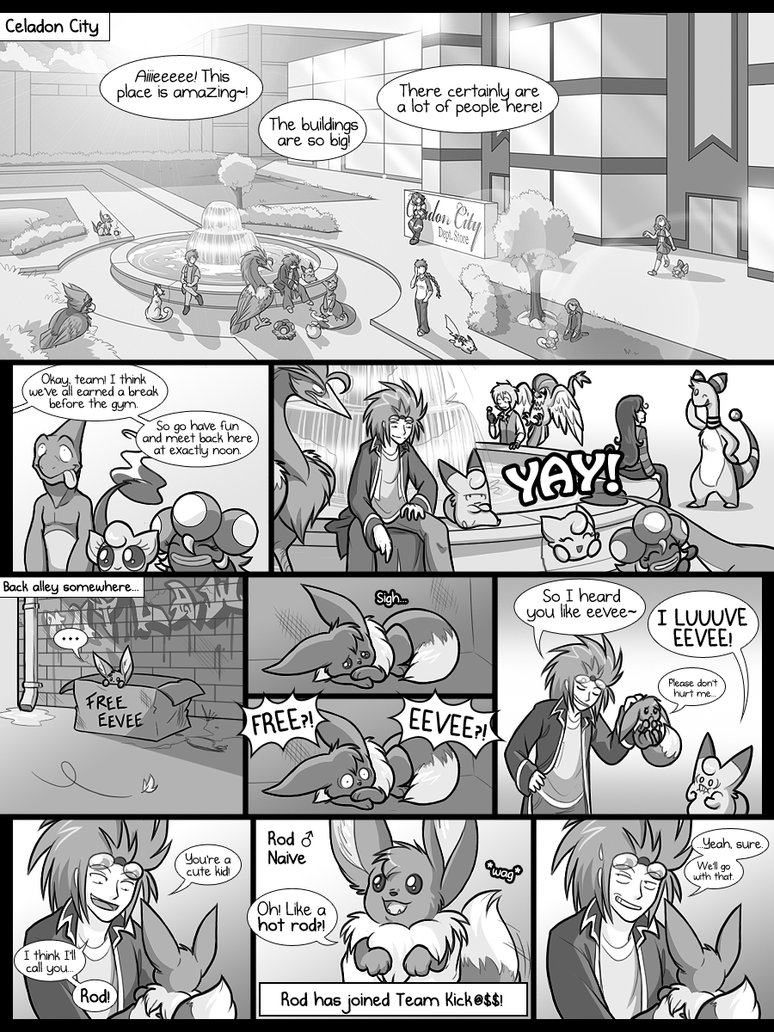 Celadon City
Aiiieeeee! This
place is amazing~!
The buildings
are so big!
There certainly are
a lot of people here!
adon City
Dept. Store
Okay, team! I think
we've all earned a break
before the gym.
So go have fun
and meet back here
at exactly noon.
YAY!
Back alley somewhere...
...
FREE
EEVEE
Sigh...
FREE?!
EEVEE?!
So I heard
you like eevee~
I LUUUVE
EEVEE!
Please don't
hurt me...
You're a
cute kid!
I think I'll
call you...
Rod!
Rod ♂
Naive
*wag*
Oh! Like a
hot rod?!
Rod has joined Team Kick@$$!
...Yeah, sure.
We'll go
with that.